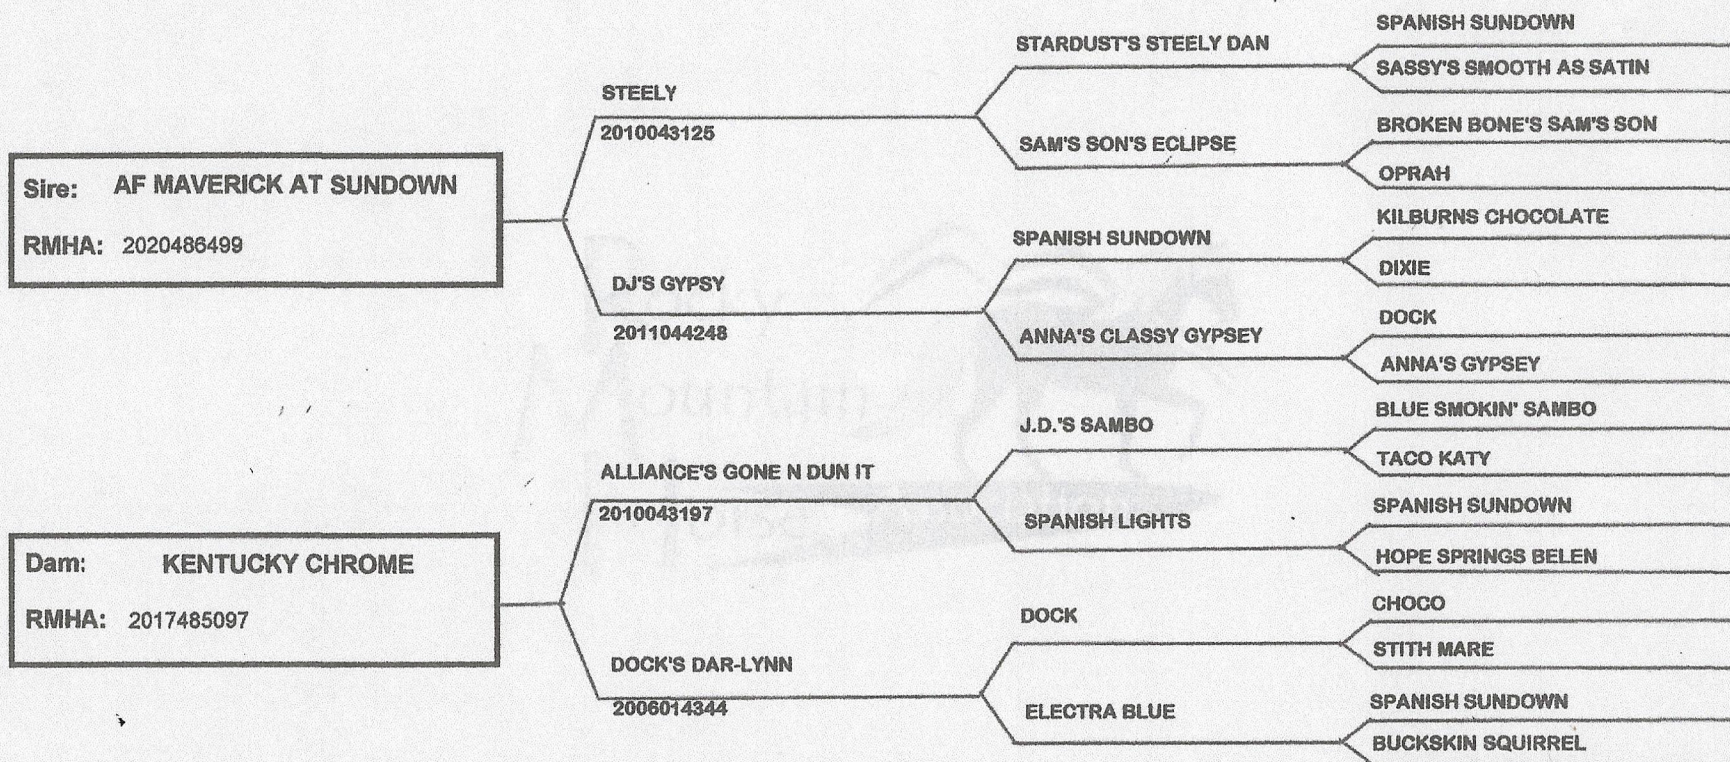 Sire: AF MAVERICK AT SUNDOWN
RMHA: 2020486499
STEELY
2010043125
DJ'S GYPSY
2011044248
STARDUST'S STEELY DAN
SAM'S SON'S ECLIPSE
SPANISH SUNDOWN
ANNA'S CLASSY GYPSEY
SPANISH SUNDOWN
SASSY'S SMOOTH AS SATIN
BROKEN BONE'S SAM'S SON
OPRAH
KILBURNS CHOCOLATE
DIXIE
DOCK
ANNA'S GYPSEY
Dam: KENTUCKY CHROME
RMHA: 2017485097
ALLIANCE'S GONE N DUN IT
2010043197
DOCK'S DAR-LYNN
2006014344
J.D.'S SAMBO
SPANISH LIGHTS
DOCK
ELECTRA BLUE
BLUE SMOKIN' SAMBO
TACO KATY
SPANISH SUNDOWN
HOPE SPRINGS BELEN
CHOCO
STITH MARE
SPANISH SUNDOWN
BUCKSKIN SQUIRREL